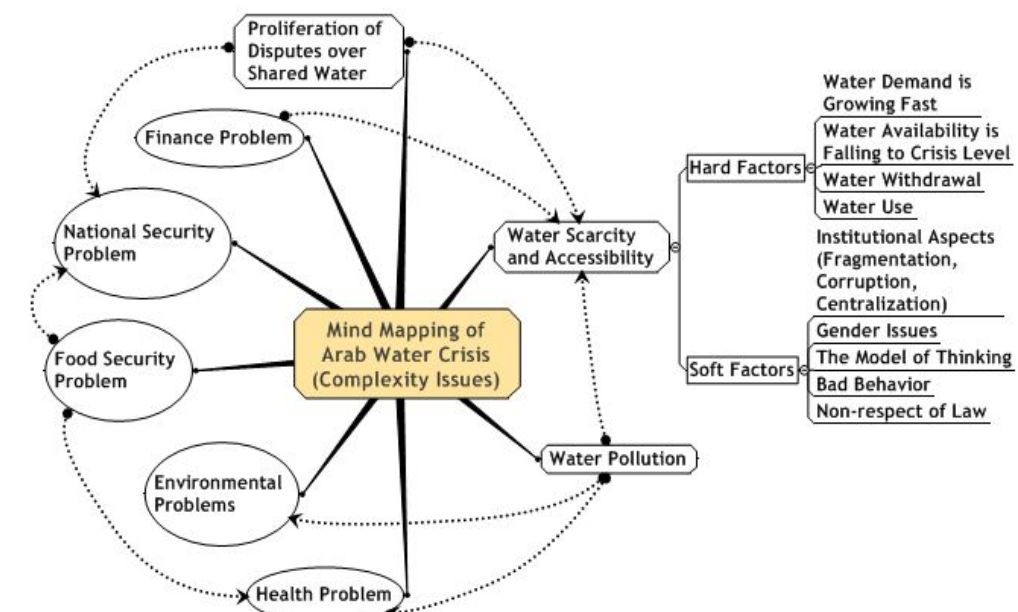 Proliferation of
Disputes over
Shared Water
Finance Problem
National Security
Problem
Food Security
Problem
Environmental
Problems
Health Problem
Mind Mapping of
Arab Water Crisis
(Complexity Issues)
Water Scarcity
and Accessibility
Water Pollution
Hard Factors
Water Demand is
Growing Fast
Water Availability is
Falling to Crisis Level
Water Withdrawal
Water Use
Soft Factors
Institutional Aspects
(Fragmentation,
Corruption,
Centralization)
Gender Issues
The Model of Thinking
Bad Behavior
Non-respect of Law